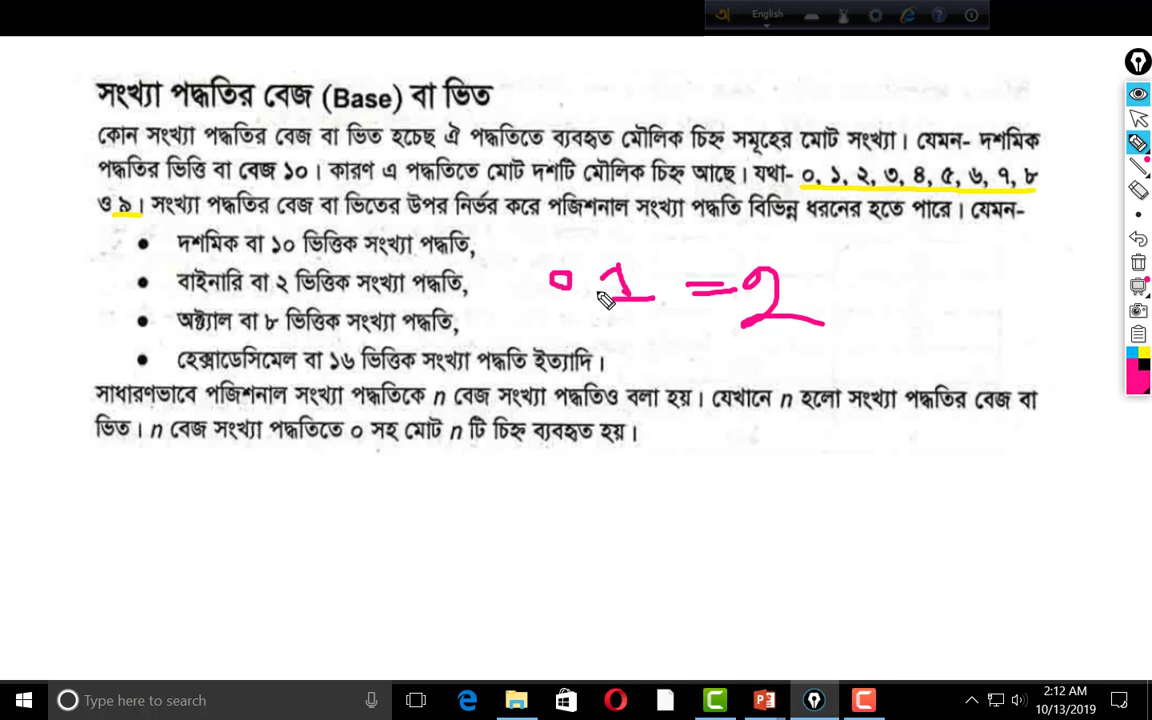 English
সংখ্যা পদ্ধতির বেজ (Base) বা ভিত
কোন সংখ্যা পদ্ধতির বেজ বা ভিত হচেছ ঐ পদ্ধতিতে ব্যবহৃত মৌলিক চিহ্ন সমূহের মোট সংখ্যা। যেমন- দশমিক
পদ্ধতির ভিত্তি বা বেজ ১০। কারণ এ পদ্ধতিতে মোট দশটি মৌলিক চিহ্ন আছে। যথা- ০, ১, ২, ৩, ৪, ৫, ৬, ৭, ৮
ও ৯। সংখ্যা পদ্ধতির বেজ বা ভিতের উপর নির্ভর করে পজিশনাল সংখ্যা পদ্ধতি বিভিন্ন ধরনের হতে পারে। যেমন-
• দশমিক বা ১০ ভিত্তিক সংখ্যা পদ্ধতি,
• বাইনারি বা ২ ভিত্তিক সংখ্যা পদ্ধতি, 0 1 = 2
• অক্ট্যাল বা ৮ ভিত্তিক সংখ্যা পদ্ধতি,
• হেক্সাডেসিমেল বা ১৬ ভিত্তিক সংখ্যা পদ্ধতি ইত্যাদি।
সাধারণভাবে পজিশনাল সংখ্যা পদ্ধতিকে n বেজ সংখ্যা পদ্ধতিও বলা হয়। যেখানে n হলো সংখ্যা পদ্ধতির বেজ বা
ভিত। n বেজ সংখ্যা পদ্ধতিতে ০ সহ মোট n টি চিহ্ন ব্যবহৃত হয়।
Type here to search
2:12 AM
10/13/2019